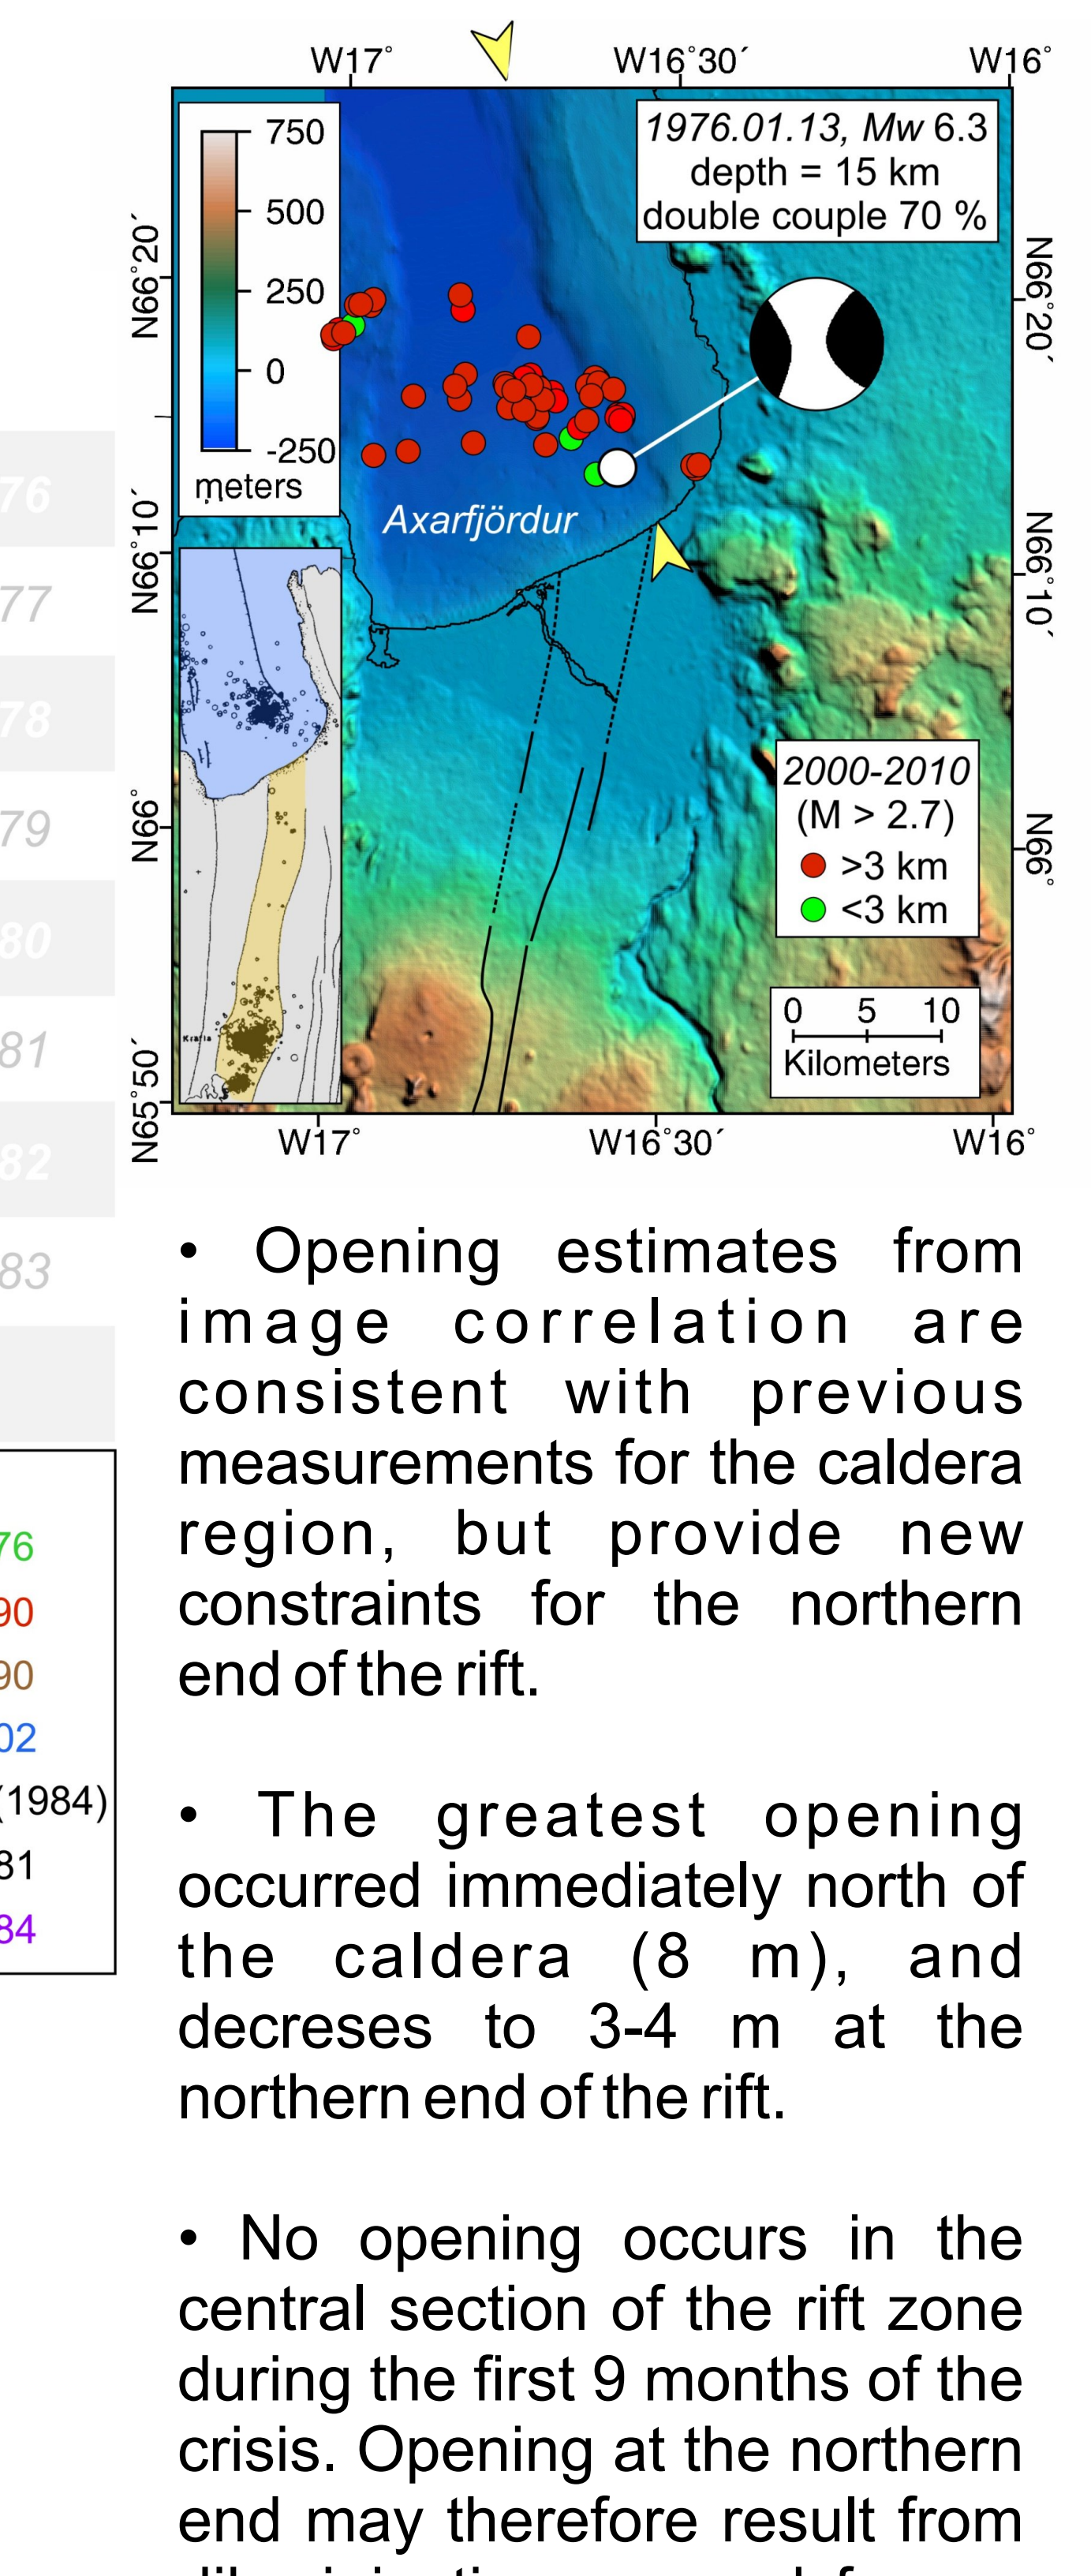 W17°
W16°30´
W16°
750
500
250
0
-250
meters
1976.01.13, Mw 6.3
depth = 15 km
double couple 70 %
N66°20´
N66°10´
N66°
N65°50´
N66°20´
N66°10´
N66°
Axarfjördur
Krafla
2000-2010
(M > 2.7)
>3 km
<3 km
0 5 10
Kilometers
W17°
W16°30´
W16°
76
77
78
79
80
81
82
83
76
90
90
02
(1984)
81
84
• Opening estimates from
image correlation are
consistent with previous
measurements for the caldera
region, but provide new
constraints for the northern
end of the rift.
• The greatest opening
occurred immediately north of
the caldera (8 m), and
decreses to 3-4 m at the
northern end of the rift.
• No opening occurs in the
central section of the rift zone
during the first 9 months of the
crisis. Opening at the northern
end may therefore result from